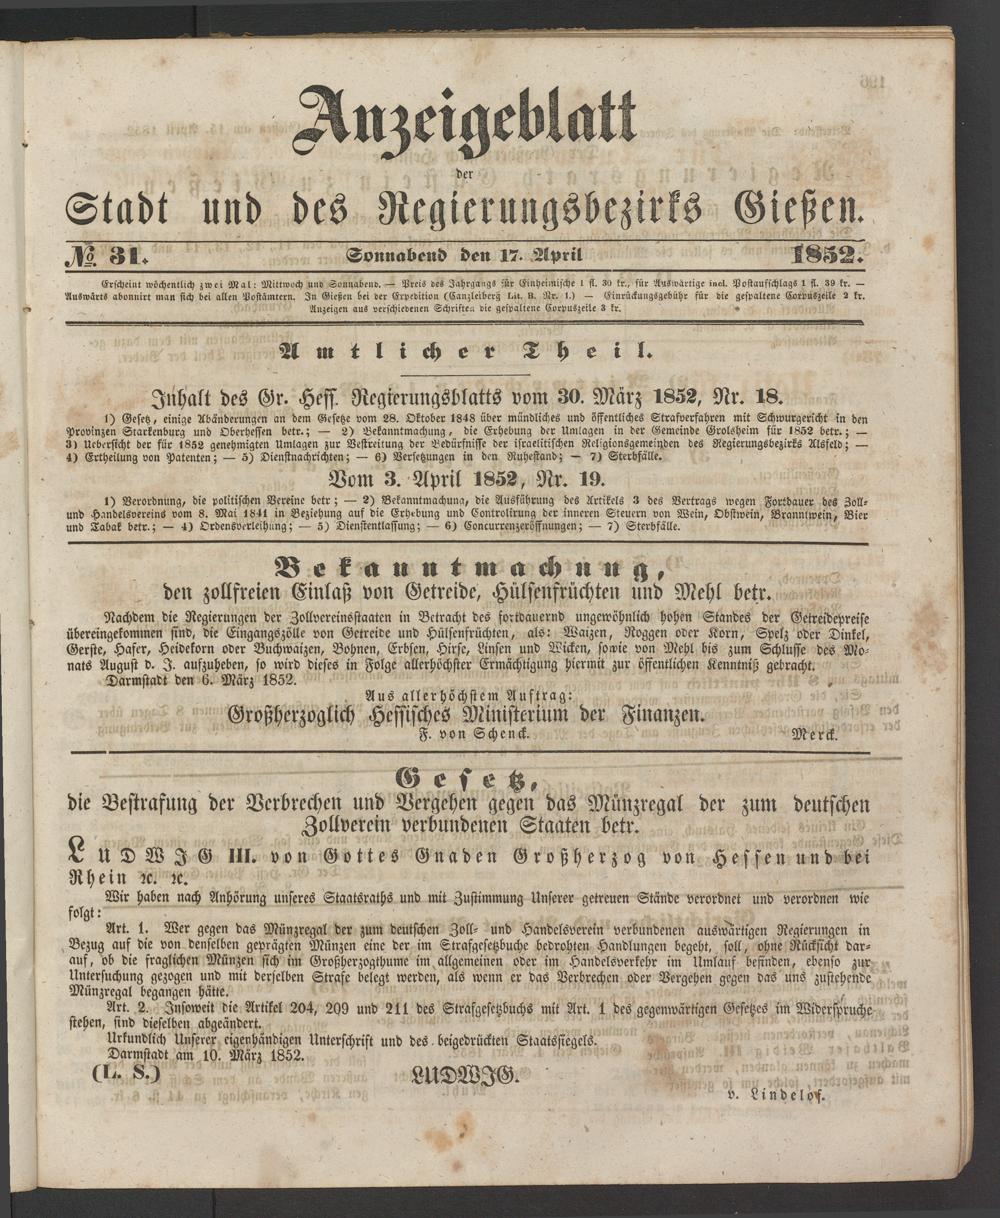 Anzeigeblatt
der
Stadt und des Regierungsbezirks Gießen.
№ 31. Sonnabend den 17. April 1852.
Erscheint wöchentlich zwei Mal: Mittwoch und Sonnabend. — Preis des Jahrgangs für Einheimische 1 fl. 30 kr., für Auswärtige incl. Postaufschlags 1 fl. 39 kr. —
Auswärts abonnirt man sich bei allen Postämtern. In Gießen bei der Expedition (Canzleiberg Lit. B. Nr. 1.) — Einrückungsgebühr für die gespaltene Corpuszeile 2 kr.
Anzeigen aus verschiedenen Schriften die gespaltene Corpuszeile 3 kr.
Amtlicher Theil.
Inhalt des Gr. Hess. Regierungsblatts vom 30. März 1852, Nr. 18.
1) Gesetz, einige Abänderungen an dem Gesetze vom 28. Oktober 1848 über mündliches und öffentliches Strafverfahren mit Schwurgericht in den
Provinzen Starkenburg und Oberhessen betr.; — 2) Bekanntmachung, die Erhebung der Umlagen in der Gemeinde Grolsheim für 1852 betr.; —
3) Uebersicht der für 1852 genehmigten Umlagen zur Bestreitung der Bedürfnisse der israelitischen Religionsgemeinden des Regierungsbezirks Alsfeld; —
4) Ertheilung von Patenten; — 5) Dienstnachrichten; — 6) Versetzungen in den Ruhestand; — 7) Sterbfälle.
Vom 3. April 1852, Nr. 19.
1) Verordnung, die politischen Vereine betr; — 2) Bekanntmachung, die Ausführung des Artikels 3 des Vertrags wegen Fortdauer des Zoll-
und Handelsvereins vom 8. Mai 1841 in Beziehung auf die Erhebung und Controlirung der inneren Steuern von Wein, Obstwein, Branntwein, Bier
und Tabak betr.; — 4) Ordensverleihung; — 5) Dienstentlassung; — 6) Concurrenzeröffnungen; — 7) Sterbfälle.
Bekanntmachung,
den zollfreien Einlaß von Getreide, Hülsenfrüchten und Mehl betr.
Nachdem die Regierungen der Zollvereinsstaaten in Betracht des fortdauernd ungewöhnlich hohen Standes der Getreidepreise
übereingekommen sind, die Eingangszölle von Getreide und Hülsenfrüchten, als: Waizen, Roggen oder Korn, Spelz oder Dinkel,
Gerste, Hafer, Heidekorn oder Buchwaizen, Bohnen, Erbsen, Hirse, Linsen und Wicken, sowie von Mehl bis zum Schlusse des Mo-
nats August d. J. aufzuheben, so wird dieses in Folge allerhöchster Ermächtigung hiermit zur öffentlichen Kenntniß gebracht.
Darmstadt den 6. März 1852.
Aus allerhöchstem Auftrag:
Großherzoglich Hessisches Ministerium der Finanzen.
F. von Schenck. Merck.
Gesetz,
die Bestrafung der Verbrechen und Vergehen gegen das Münzregal der zum deutschen
Zollverein verbundenen Staaten betr.
LUDWIG III. von Gottes Gnaden Großherzog von Hessen und bei
Rhein ꝛc. ꝛc.
Wir haben nach Anhörung unseres Staatsraths und mit Zustimmung Unserer getreuen Stände verordnet und verordnen wie
folgt:
Art. 1. Wer gegen das Münzregal der zum deutschen Zoll- und Handelsverein verbundenen auswärtigen Regierungen in
Bezug auf die von denselben geprägten Münzen eine der im Strafgesetzbuche bedrohten Handlungen begeht, soll, ohne Rücksicht dar-
auf, ob die fraglichen Münzen sich im Großherzogthume im allgemeinen oder im Handelsverkehr im Umlauf befinden, ebenso zur
Untersuchung gezogen und mit derselben Strafe belegt werden, als wenn er das Verbrechen oder Vergehen gegen das uns zustehende
Münzregal begangen hätte.
Art. 2. Insoweit die Artikel 204, 209 und 211 des Strafgesetzbuchs mit Art. 1 des gegenwärtigen Gesetzes im Widerspruche
stehen, sind dieselben abgeändert.
Urkundlich Unserer eigenhändigen Unterschrift und des beigedrückten Staatssiegels.
Darmstadt am 10. März 1852.
(L. S.) LUDWIG.
v. Lindelof.